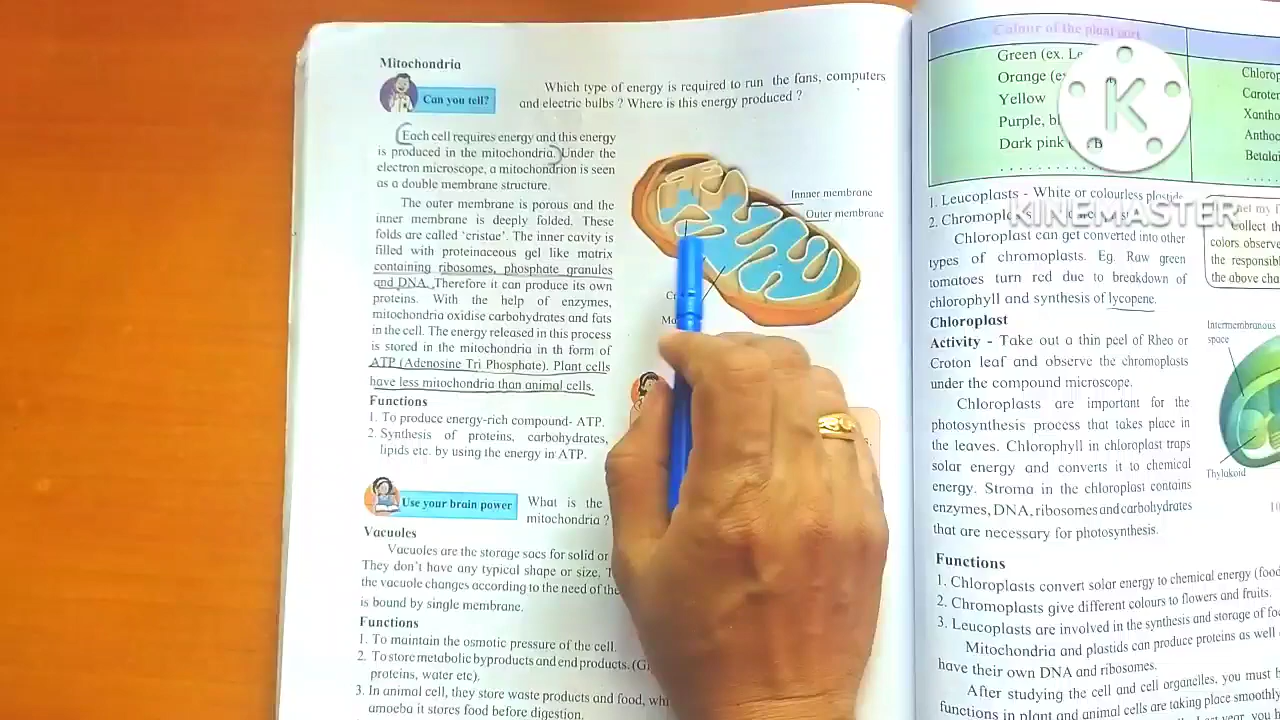 Mitochondria
Can you tell?
Which type of energy is required to run the fans, computers
and electric bulbs ? Where is this energy produced ?
Each cell requires energy and this energy
is produced in the mitochondria. Under the
electron microscope, a mitochondrion is seen
as a double membrane structure.
The outer membrane is porous and the
inner membrane is deeply folded. These
folds are called 'cristae'. The inner cavity is
filled with proteinaceous gel like matrix
containing ribosomes, phosphate granules
and DNA. Therefore it can produce its own
proteins. With the help of enzymes,
mitochondria oxidise carbohydrates and fats
in the cell. The energy released in this process
is stored in the mitochondria in th form of
ATP (Adenosine Tri Phosphate). Plant cells
have less mitochondria than animal cells.
Innner membrane
Outer membrane
Functions
1. To produce energy-rich compound- ATP.
2. Synthesis of proteins, carbohydrates,
lipids etc. by using the energy in ATP.
Use your brain power
What is the
mitochondria ?
Vacuoles
Vacuoles are the storage sacs for solid or
They don't have any typical shape or size.
the vacuole changes according to the need of the
is bound by single membrane.
Functions
1. To maintain the osmotic pressure of the cell.
2. To store metabolic byproducts and end products.
proteins, water etc).
3. In animal cell, they store waste products and food,
amoeba it stores food before digestion.
Colour of the plant part
Green (ex.
Orange
Yellow
Purple,
Dark pink
K
KINEMASTER
1. Leucoplasts - White or colourless plastids
2.
Chloroplast can get converted into other
types of chromoplasts. Eg. Raw green
tomatoes turn red due to breakdown of
chlorophyll and synthesis of lycopene.
Collect
colors
the
the above
Chloroplast
Activity - Take out a thin peel of Rheo or
Croton leaf and observe the chromoplasts
under the compound microscope.
Chloroplasts are important for the
photosynthesis process that takes place in
the leaves. Chlorophyll in chloroplast traps
solar energy and converts it to chemical
energy. Stroma in the chloroplast contains
enzymes, DNA, ribosomes and carbohydrates
that are necessary for photosynthesis.
Intermembranous
space
Thylakoid
Functions
1. Chloroplasts convert solar energy to chemical energy (food
2. Chromoplasts give different colours to flowers and fruits.
3. Leucoplasts are involved in the synthesis and storage of
Mitochondria and plastids can produce proteins as well
have their own DNA and ribosomes.
After studying the cell and cell organelles, you must
functions in plant and animal cells are taking place smoothly